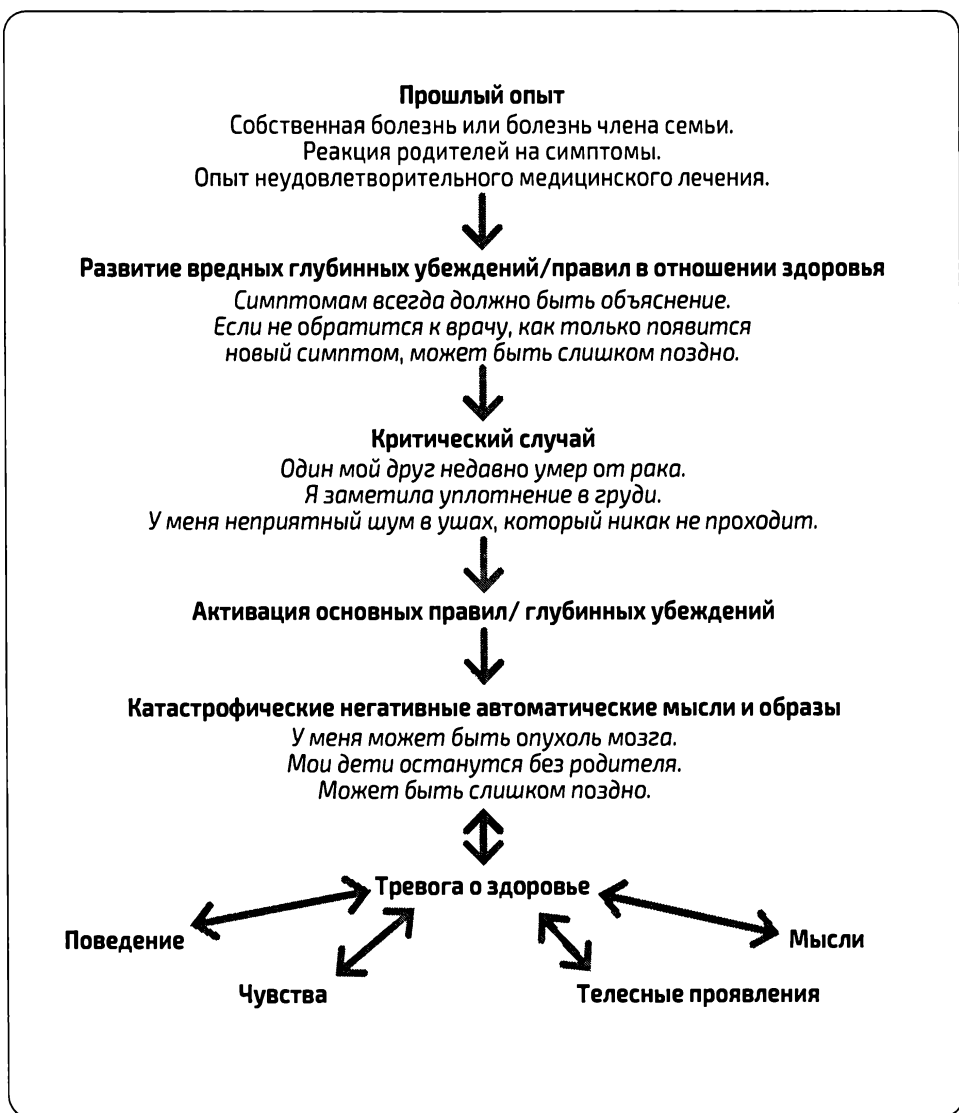 Прошлый опыт
Собственная болезнь или болезнь члена семьи.
Реакция родителей на симптомы.
Опыт неудовлетворительного медицинского лечения.
Развитие вредных глубинных убеждений/правил в отношении здоровья
Симптомам всегда должно быть объяснение.
Если не обратится к врачу, как только появится
новый симптом, может быть слишком поздно.
Критический случай
Один мой друг недавно умер от рака.
Я заметила уплотнение в груди.
У меня неприятный шум в ушах, который никак не проходит.
Активация основных правил/ глубинных убеждений
Катастрофические негативные автоматические мысли и образы
У меня может быть опухоль мозга.
Мои дети останутся без родителя.
Может быть слишком поздно.
Тревога о здоровье
Поведение
Мысли
Чувства
Телесные проявления